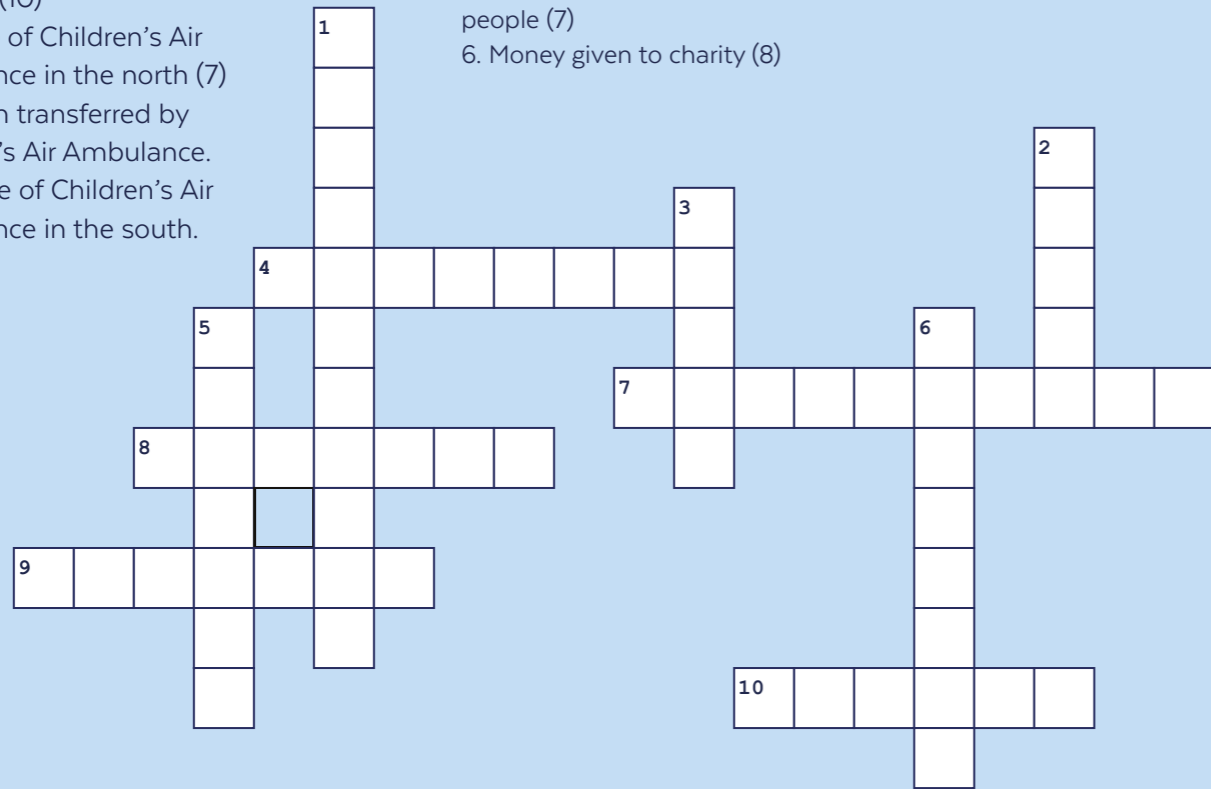 (10)
of Children’s Air
nce in the north (7)
n transferred by
’s Air Ambulance.
e of Children’s Air
nce in the south.
people (7)
6. Money given to charity (8)
1
2
3
4
5
6
7
8
9
10